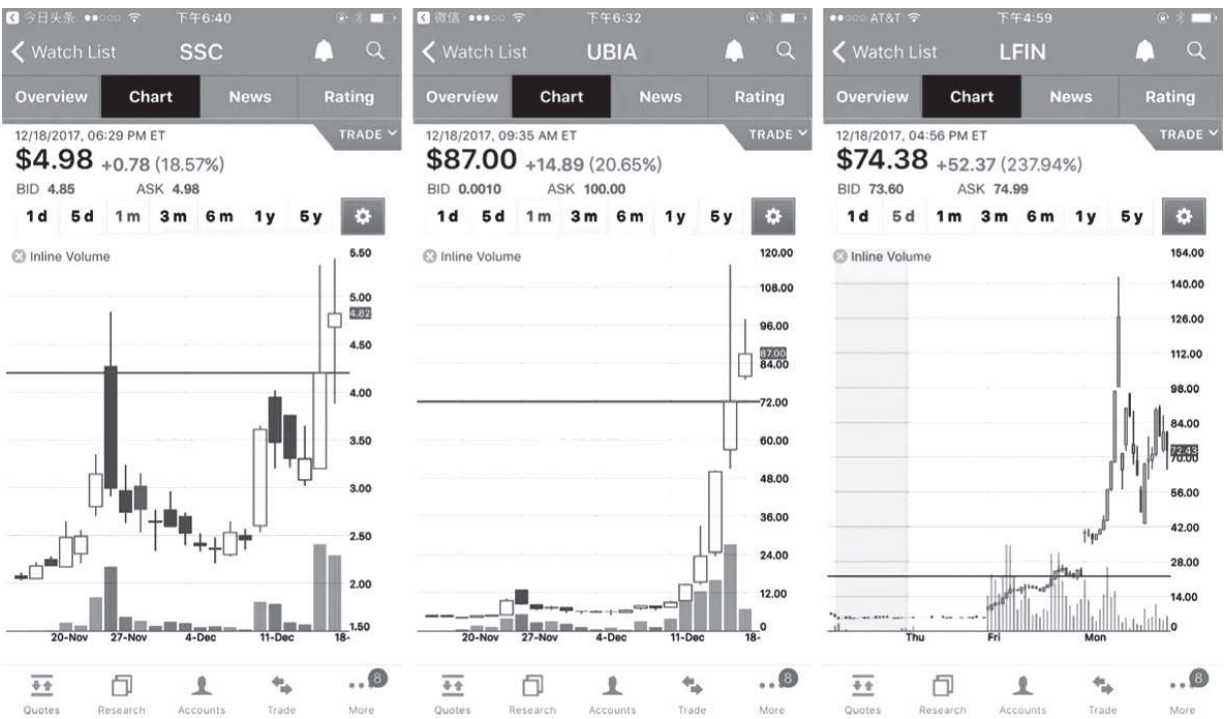 今日头条 下午6:40
Watch List SSC
Overview Chart News Rating
12/18/2017, 06:29 PM ET TRADE
$4.98 +0.78 (18.57%)
BID 4.85 ASK 4.98
1d 5d 1m 3m 6m 1y 5y
Inline Volume
5.50
5.00
4.82
4.50
4.00
3.50
3.00
2.50
2.00
1.50
20-Nov 27-Nov 4-Dec 11-Dec 18-
8
Quotes Research Accounts Trade More
微信 下午6:32
Watch List UBIA
Overview Chart News Rating
12/18/2017, 09:35 AM ET TRADE
$87.00 +14.89 (20.65%)
BID 0.0010 ASK 100.00
1d 5d 1m 3m 6m 1y 5y
Inline Volume
120.00
108.00
96.00
87.00
84.00
72.00
60.00
48.00
36.00
24.00
12.00
0
20-Nov 27-Nov 4-Dec 11-Dec 18-
8
Quotes Research Accounts Trade More
AT&T 下午4:59
Watch List LFIN
Overview Chart News Rating
12/18/2017, 04:56 PM ET TRADE
$74.38 +52.37 (237.94%)
BID 73.60 ASK 74.99
1d 5d 1m 3m 6m 1y 5y
Inline Volume
154.00
140.00
126.00
112.00
98.00
84.00
72.43
70.00
56.00
42.00
28.00
14.00
0
Thu Fri Mon
8
Quotes Research Accounts Trade More